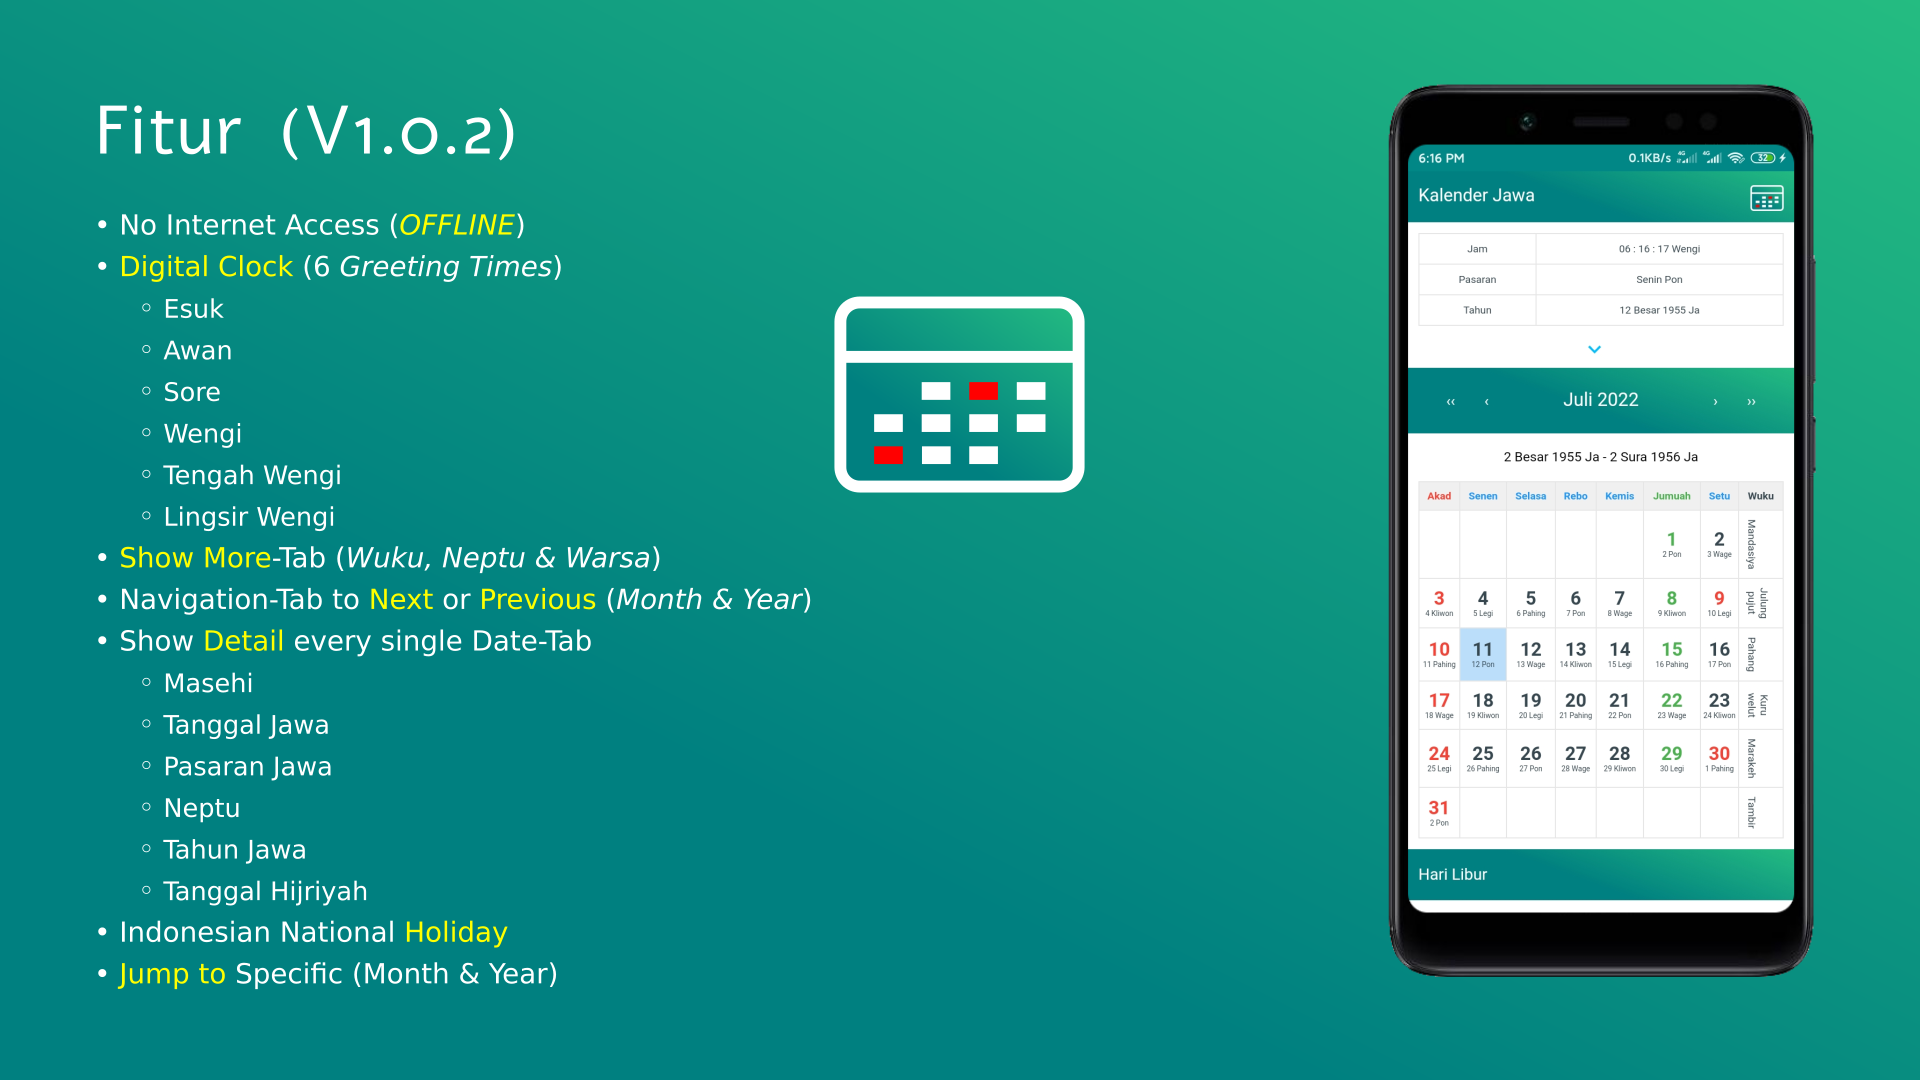 Fitur (V1.0.2)
• No Internet Access (OFFLINE)
• Digital Clock (6 Greeting Times)
◦ Esuk
◦ Awan
◦ Sore
◦ Wengi
◦ Tengah Wengi
◦ Lingsir Wengi
• Show More-Tab (Wuku, Neptu & Warsa)
• Navigation-Tab to Next or Previous (Month & Year)
• Show Detail every single Date-Tab
◦ Masehi
◦ Tanggal Jawa
◦ Pasaran Jawa
◦ Neptu
◦ Tahun Jawa
◦ Tanggal Hijriyah
• Indonesian National Holiday
• Jump to Specific (Month & Year)
6:16 PM 0.1KB/s 4G 4G 32
Kalender Jawa
Jam 06 : 16 : 17 Wengi
Pasaran Senin Pon
Tahun 12 Besar 1955 Ja
‹‹ ‹ Juli 2022 › ››
2 Besar 1955 Ja - 2 Sura 1956 Ja
Akad Senen Selasa Rebo Kemis Jumuah Setu Wuku
1 2 Mandasiya
2 Pon 3 Wage
3 4 5 6 7 8 9 Julung pujut
4 Kliwon 5 Legi 6 Pahing 7 Pon 8 Wage 9 Kliwon 10 Legi
10 11 12 13 14 15 16 Pahang
11 Pahing 12 Pon 13 Wage 14 Kliwon 15 Legi 16 Pahing 17 Pon
17 18 19 20 21 22 23 Kuru welut
18 Wage 19 Kliwon 20 Legi 21 Pahing 22 Pon 23 Wage 24 Kliwon
24 25 26 27 28 29 30 Marakeh
25 Legi 26 Pahing 27 Pon 28 Wage 29 Kliwon 30 Legi 1 Pahing
31 Tambir
2 Pon
Hari Libur